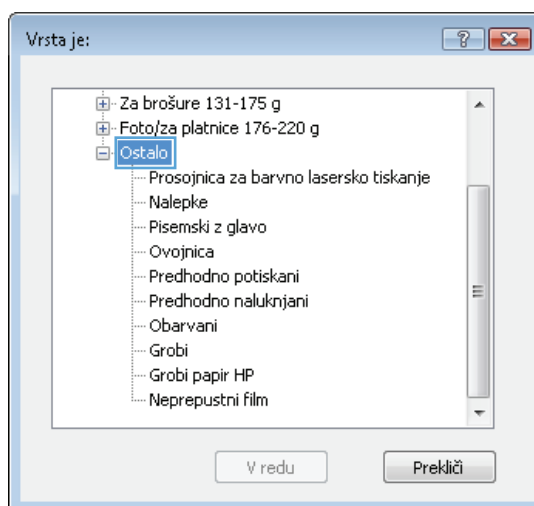 Vrsta je:
Za brošure 131-175 g
Foto/za platnice 176-220 g
Ostalo
Prosojnica za barvno lasersko tiskanje
Nalepke
Pisemski z glavo
Ovojnica
Predhodno potiskani
Predhodno naluknjani
Obarvani
Grobi
Grobi papir HP
Neprepustni film
V redu Prekliči